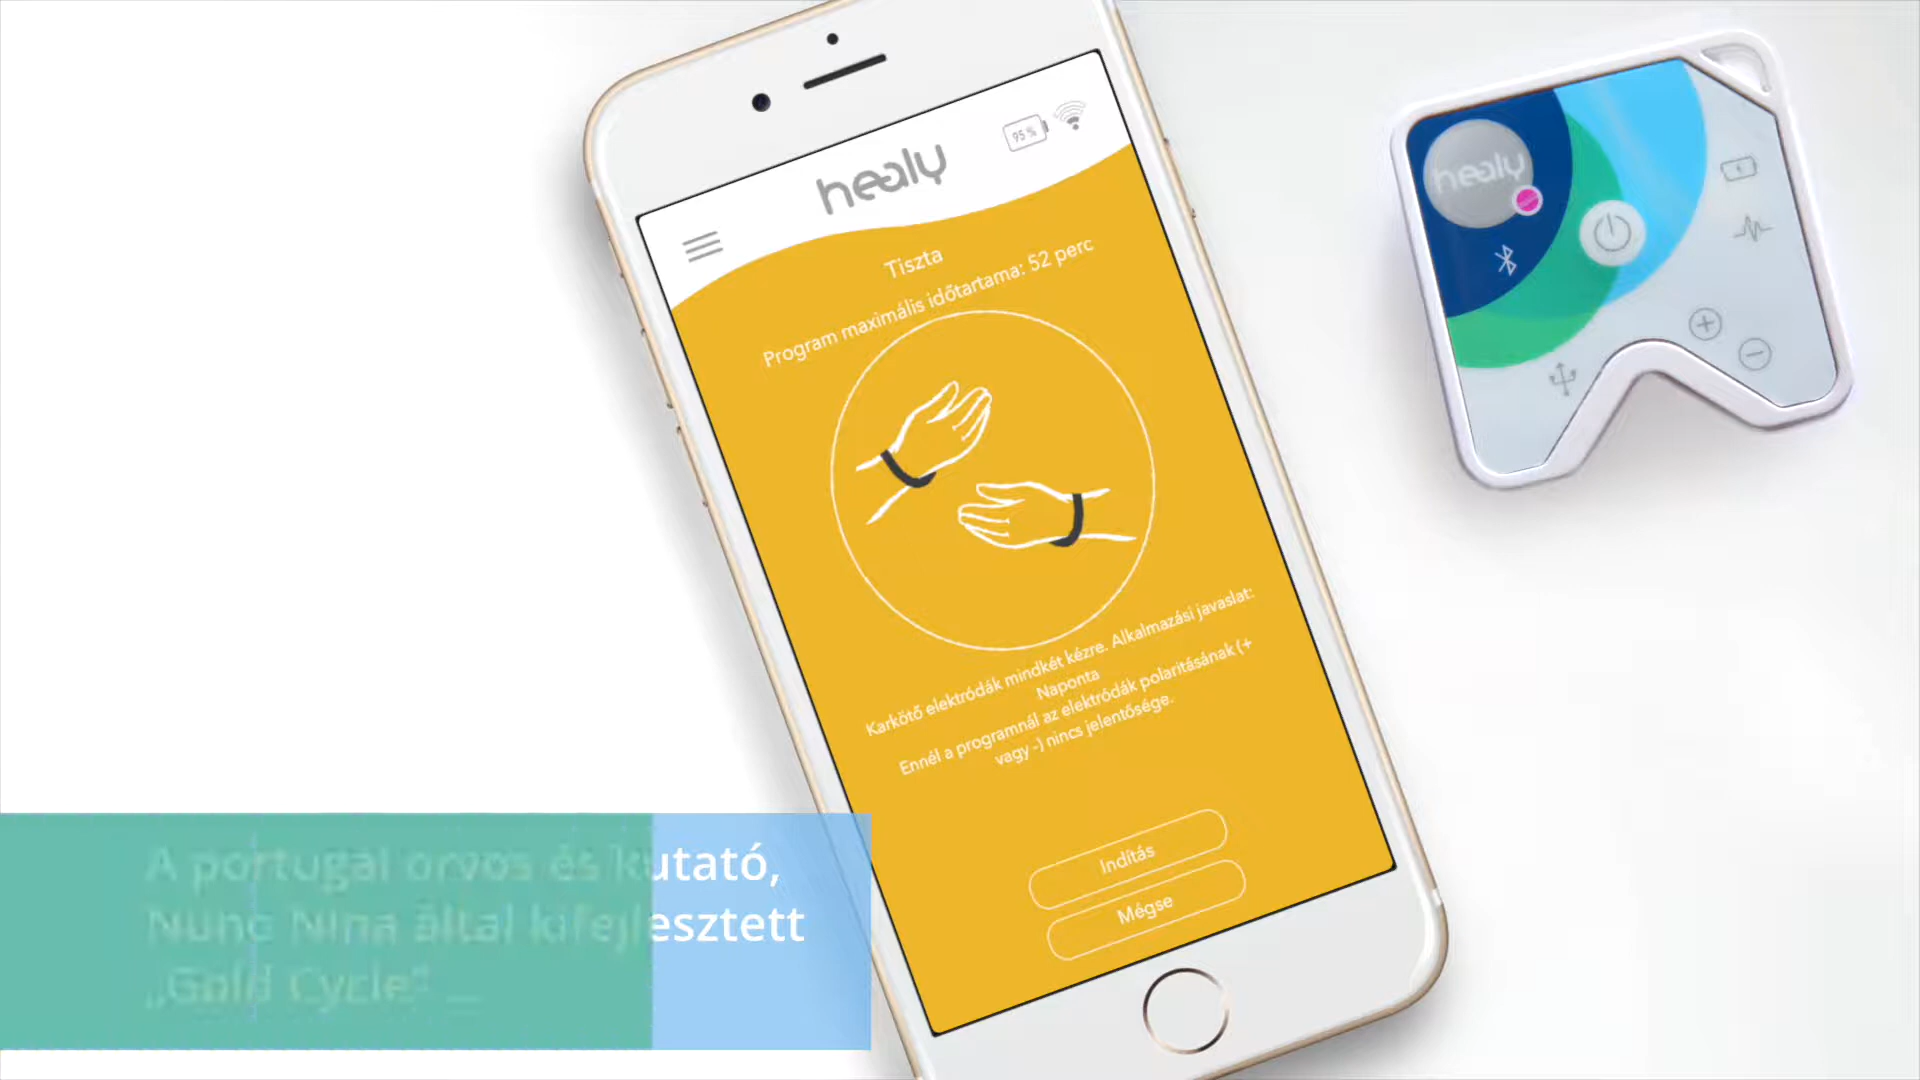 95 %
healy
Tiszta
Program maximális időtartama: 52 perc
Karkötő elektródák mindkét kézre. Alkalmazási javaslat:
Naponta
Ennél a programnál az elektródák polaritásának (+
vagy -) nincs jelentősége.
Indítás
Mégse
healy
A portugál orvos és kutató,
Nuno Nina által kifejlesztett
„Gold Cycle” ...